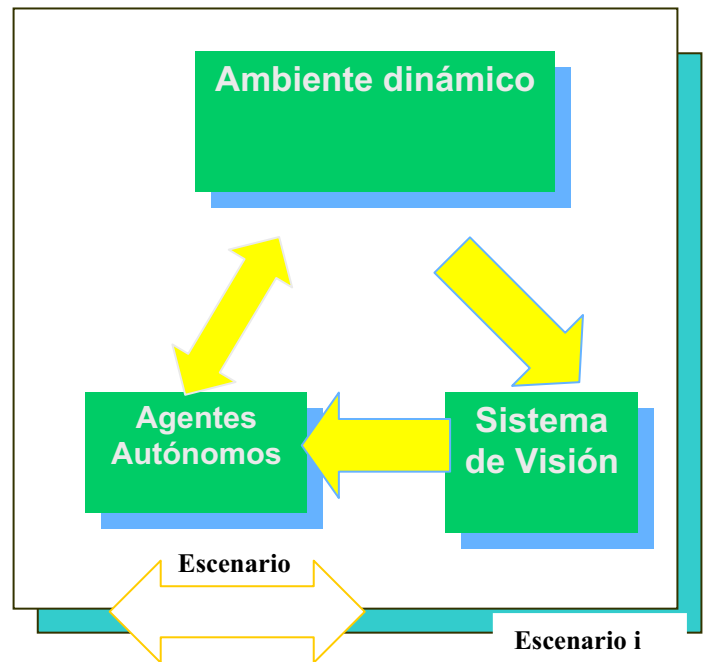 Ambiente dinámico
Agentes
Autónomos
Sistema
de Visión
Escenario
Escenario i